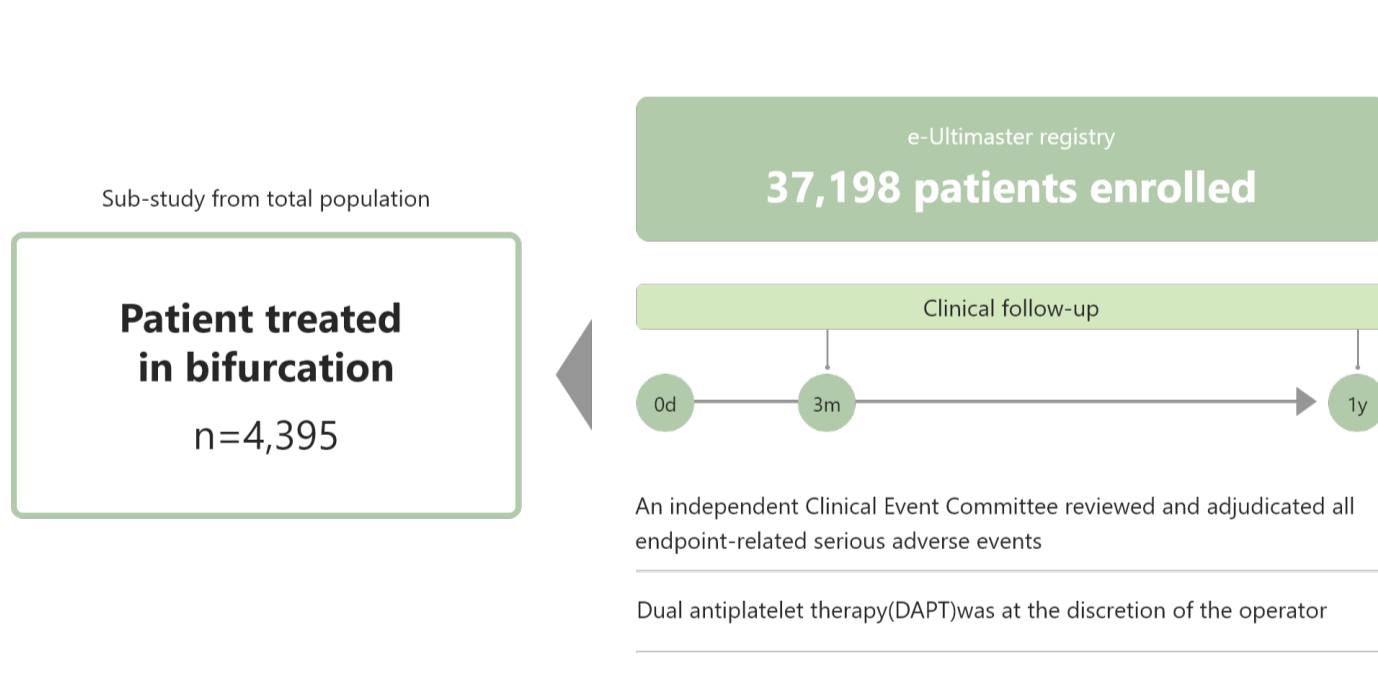 Sub-study from total population
Patient treated
in bifurcation
n=4,395
e-Ultimaster registry
37,198 patients enrolled
Clinical follow-up
0d
3m
1y
An independent Clinical Event Committee reviewed and adjudicated all
endpoint-related serious adverse events
Dual antiplatelet therapy(DAPT)was at the discretion of the operator